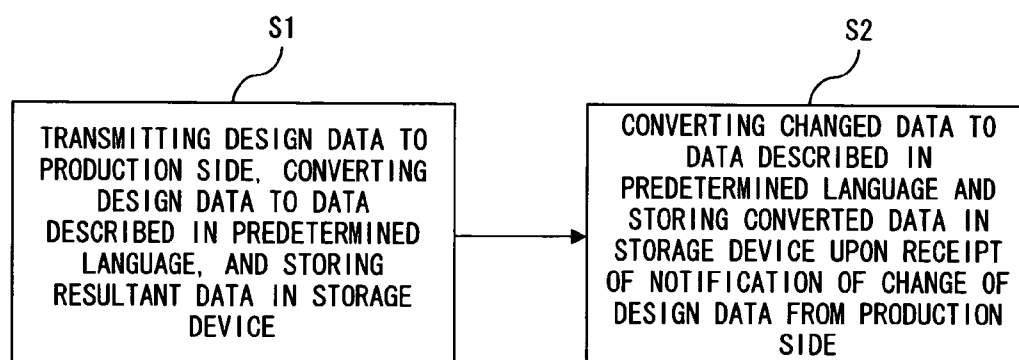 S1
S2
TRANSMITTING DESIGN DATA TO
PRODUCTION SIDE, CONVERTING
DESIGN DATA TO DATA
DESCRIBED IN PREDETERMINED
LANGUAGE, AND STORING
RESULTANT DATA IN STORAGE
DEVICE
CONVERTING CHANGED DATA TO
DATA DESCRIBED IN
PREDETERMINED LANGUAGE AND
STORING CONVERTED DATA IN
STORAGE DEVICE UPON RECEIPT
OF NOTIFICATION OF CHANGE OF
DESIGN DATA FROM PRODUCTION
SIDE